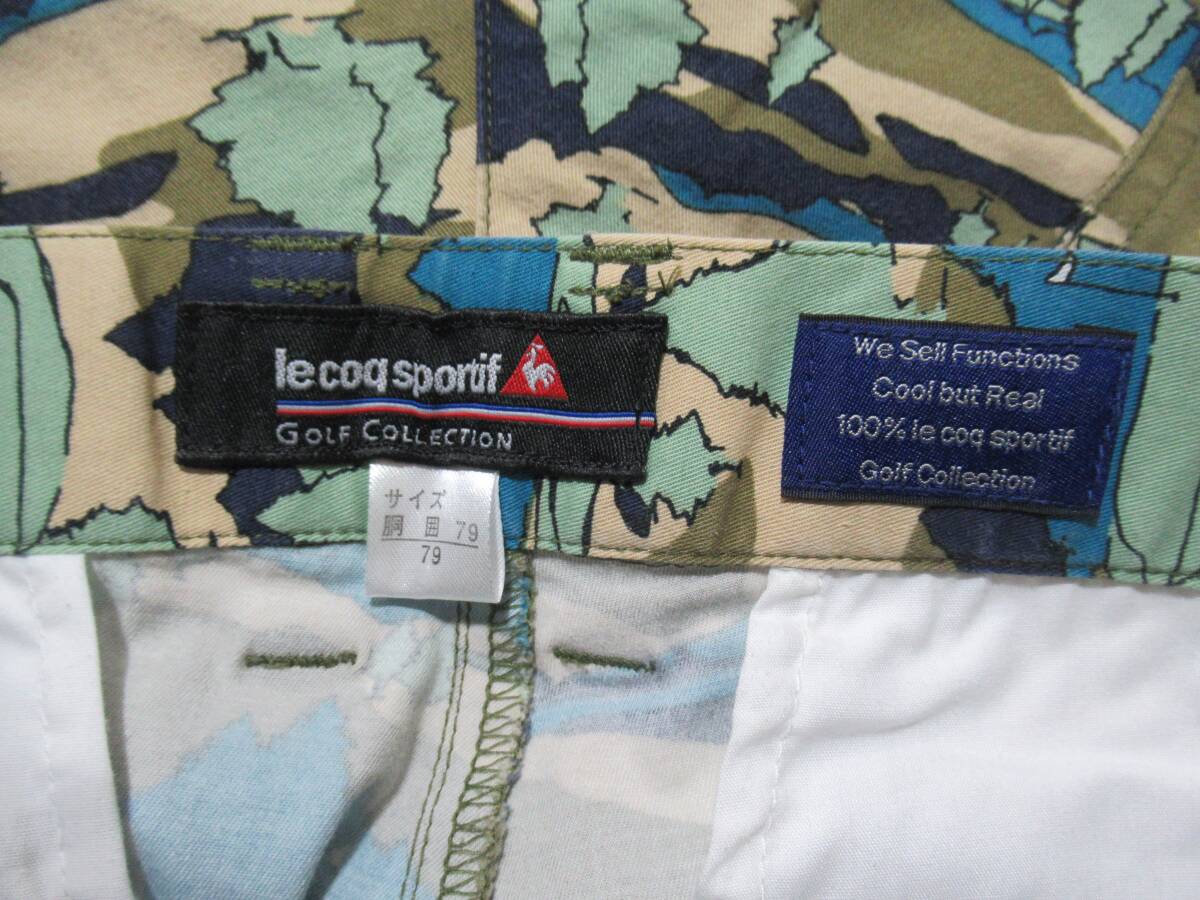 le coq sportif
GOLF COLLECTION
サイズ
胴囲 79
79
We Sell Functions
Cool but Real
100% le coq sportif
Golf Collection